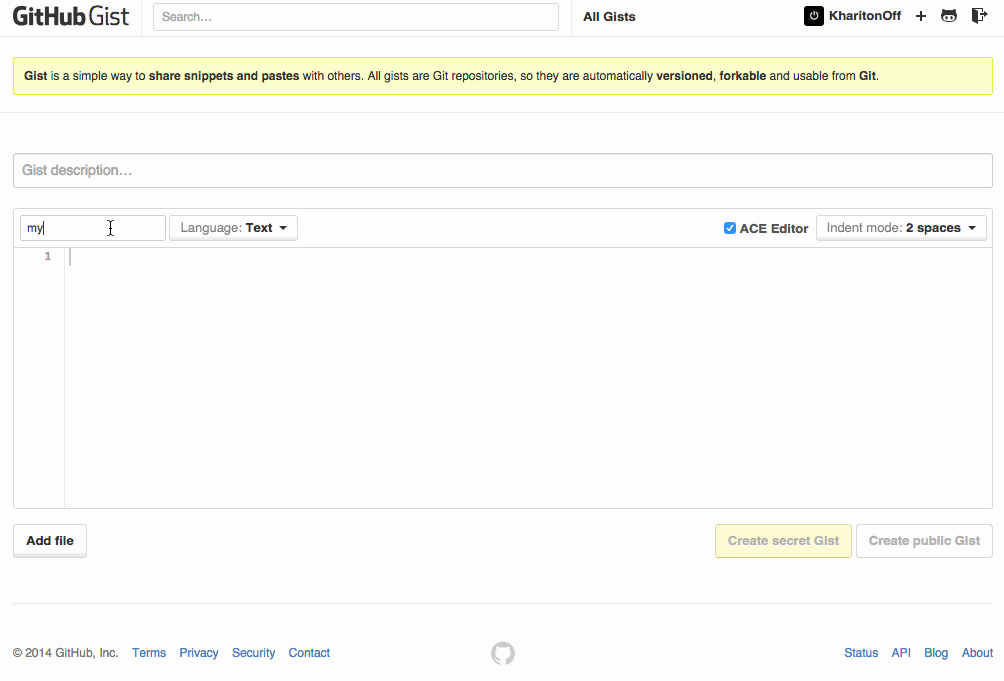 GitHub Gist Search... All Gists KharitonOff
Gist is a simple way to share snippets and pastes with others. All gists are Git repositories, so they are automatically versioned, forkable and usable from Git.
Gist description...
my Language: Text ACE Editor Indent mode: 2 spaces
1
Add file Create secret Gist Create public Gist
© 2014 GitHub, Inc. Terms Privacy Security Contact Status API Blog About